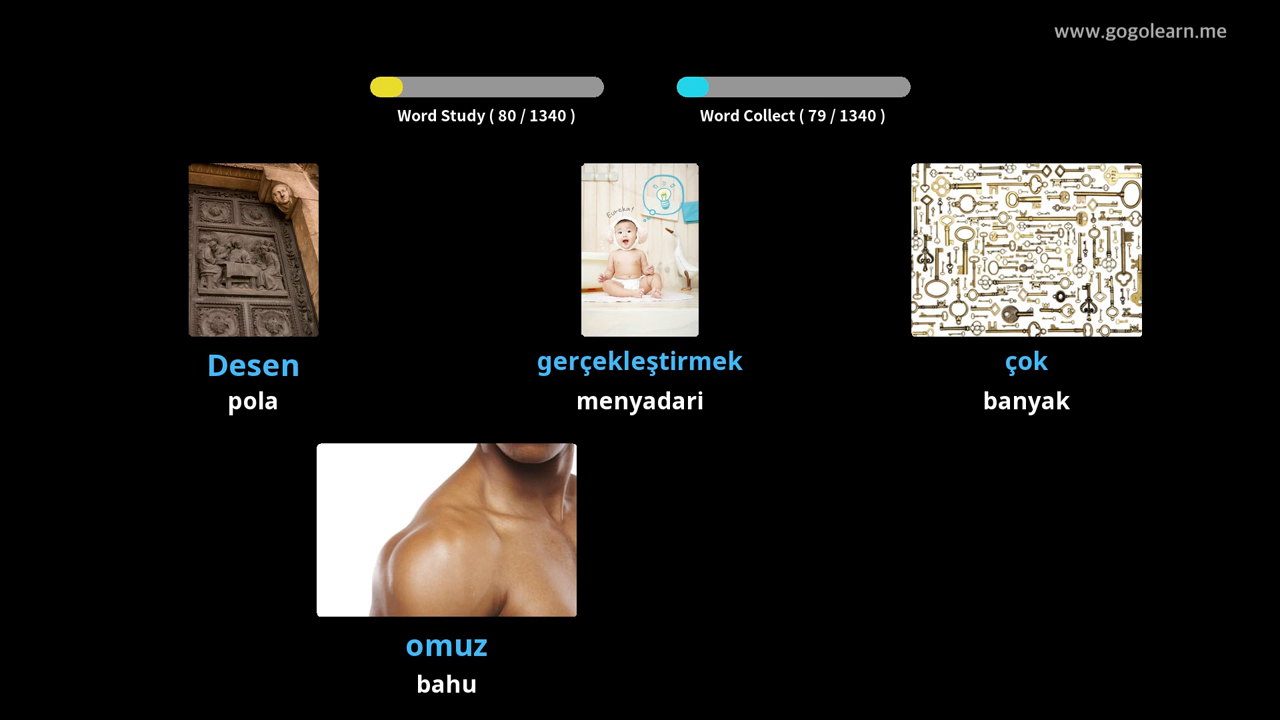 www.gogolearn.me
Word Study ( 80 / 1340 )
Word Collect ( 79 / 1340 )
Eureka!
Desen
pola
gerçekleştirmek
menyadari
çok
banyak
omuz
bahu